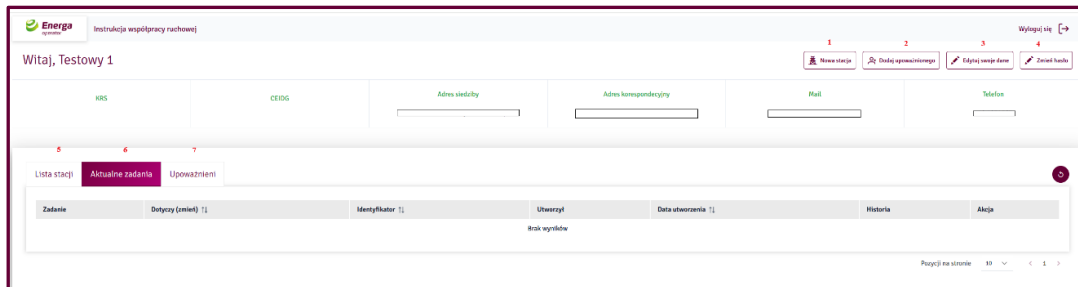 Energa
operator
Instrukcja współpracy ruchowej
Wyloguj się
Witaj, Testowy 1
1 2 3 4
Nowa stacja Dodaj upoważnionego Edytuj swoje dane Zmień hasło
KRS CEIDG Adres siedziby Adres korespondecyjny Mail Telefon
5 6 7
Lista stacji Aktualne zadania Upoważnieni
Zadanie Dotyczy (zmień) Identyfikator Utworzył Data utworzenia Historia Akcja
Brak wyników
Pozycji na stronie 10 < 1 >